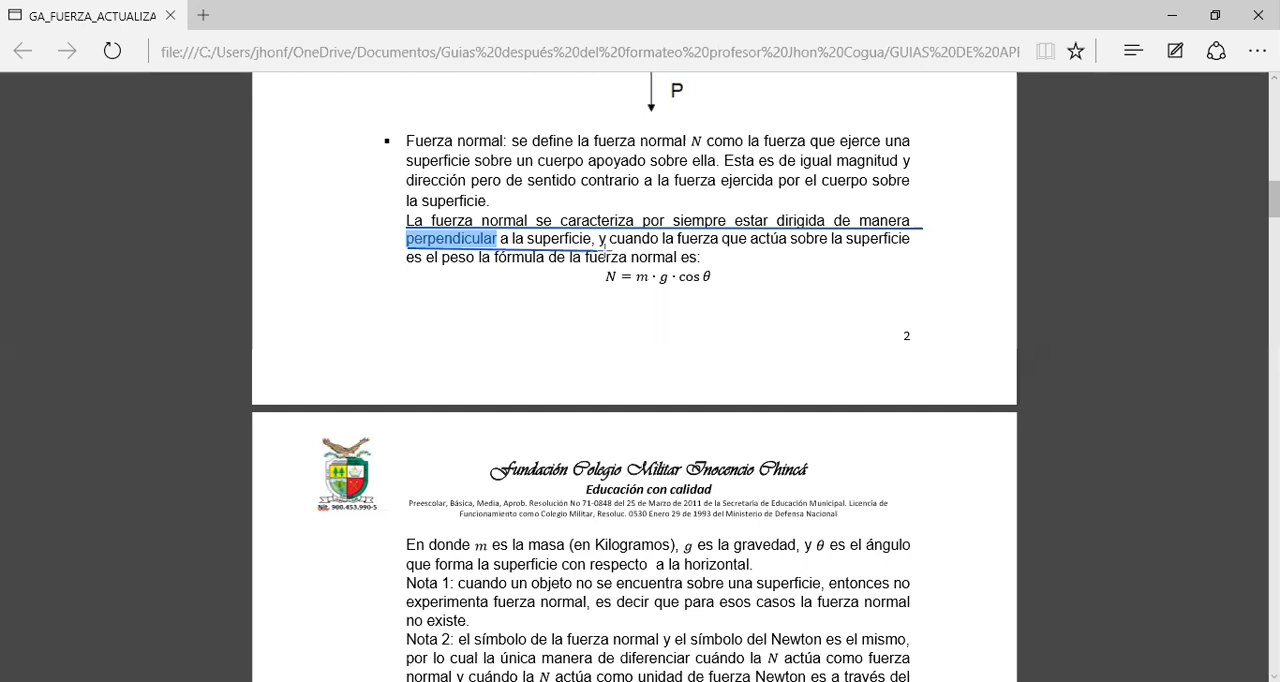 GA_FUERZA_ACTUALIZA
file:///C:/Users/jhonf/OneDrive/Documentos/Guias%20después%20del%20formateo%20profesor%20Jhon%20Cogua/GUIAS%20DE%20API
P
▪ Fuerza normal: se define la fuerza normal N como la fuerza que ejerce una
superficie sobre un cuerpo apoyado sobre ella. Esta es de igual magnitud y
dirección pero de sentido contrario a la fuerza ejercida por el cuerpo sobre
la superficie.
La fuerza normal se caracteriza por siempre estar dirigida de manera
perpendicular a la superficie, y cuando la fuerza que actúa sobre la superficie
es el peso la fórmula de la fuerza normal es:
N = m · g · cos θ
2
Fundación Colegio Militar Inocencio Chincá
Educación con calidad
Preescolar, Básica, Media, Aprob. Resolución No 71-0848 del 25 de Marzo de 2011 de la Secretaria de Educación Municipal. Licencia de
Funcionamiento como Colegio Militar, Resoluc. 0530 Enero 29 de 1993 del Ministerio de Defensa Nacional
Nit. 900.453.990-5
En donde m es la masa (en Kilogramos), g es la gravedad, y θ es el ángulo
que forma la superficie con respecto a la horizontal.
Nota 1: cuando un objeto no se encuentra sobre una superficie, entonces no
experimenta fuerza normal, es decir que para esos casos la fuerza normal
no existe.
Nota 2: el símbolo de la fuerza normal y el símbolo del Newton es el mismo,
por lo cual la única manera de diferenciar cuándo la N actúa como fuerza
normal y cuándo la N actúa como unidad de fuerza Newton es a través del